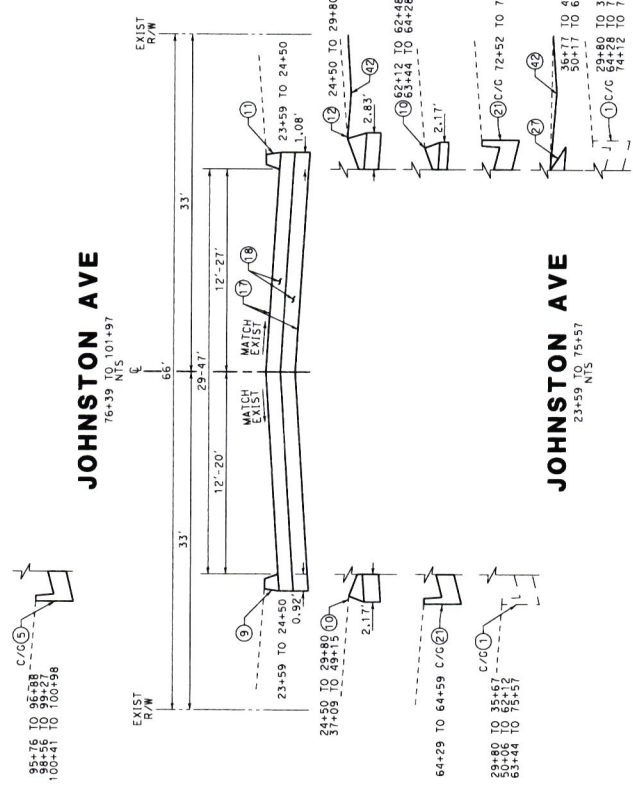 C/G 5
95+76 TO 96+88
98+56 TO 99+27
100+41 TO 100+98
JOHNSTON AVE
76+39 TO 101+97
NTS
EXIST
R/W
EXIST
R/W
℄
66'
33'
33'
29-47'
12'-20'
12'-27'
MATCH
EXIST
MATCH
EXIST
17
18
9
11
23+59 TO 24+50
0.92'
23+59 TO 24+50
1.08'
24+50 TO 29+80
37+09 TO 49+15
10
2.17'
12
24+50 TO 29+80
42
2.83'
10
62+12 TO 62+48
63+44 TO 64+28
2.17'
64+29 TO 64+59 C/G 21
21 C/G 72+52 TO
C/G 1
29+80 TO 35+67
50+06 TO 62+12
63+44 TO 75+57
27
42
36+77 TO
50+17 TO
1 C/G
29+80 TO
64+28 TO
74+12 TO
JOHNSTON AVE
23+59 TO 75+57
NTS